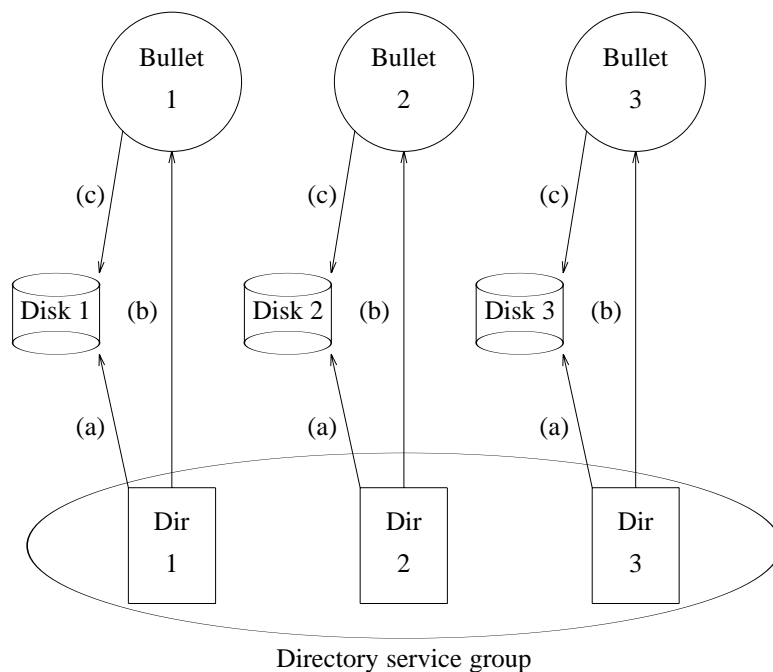 Bullet
1
Bullet
2
Bullet
3
(c)
(c)
(c)
Disk 1
(b)
Disk 2
(b)
Disk 3
(b)
(a)
(a)
(a)
Dir
1
Dir
2
Dir
3
Directory service group